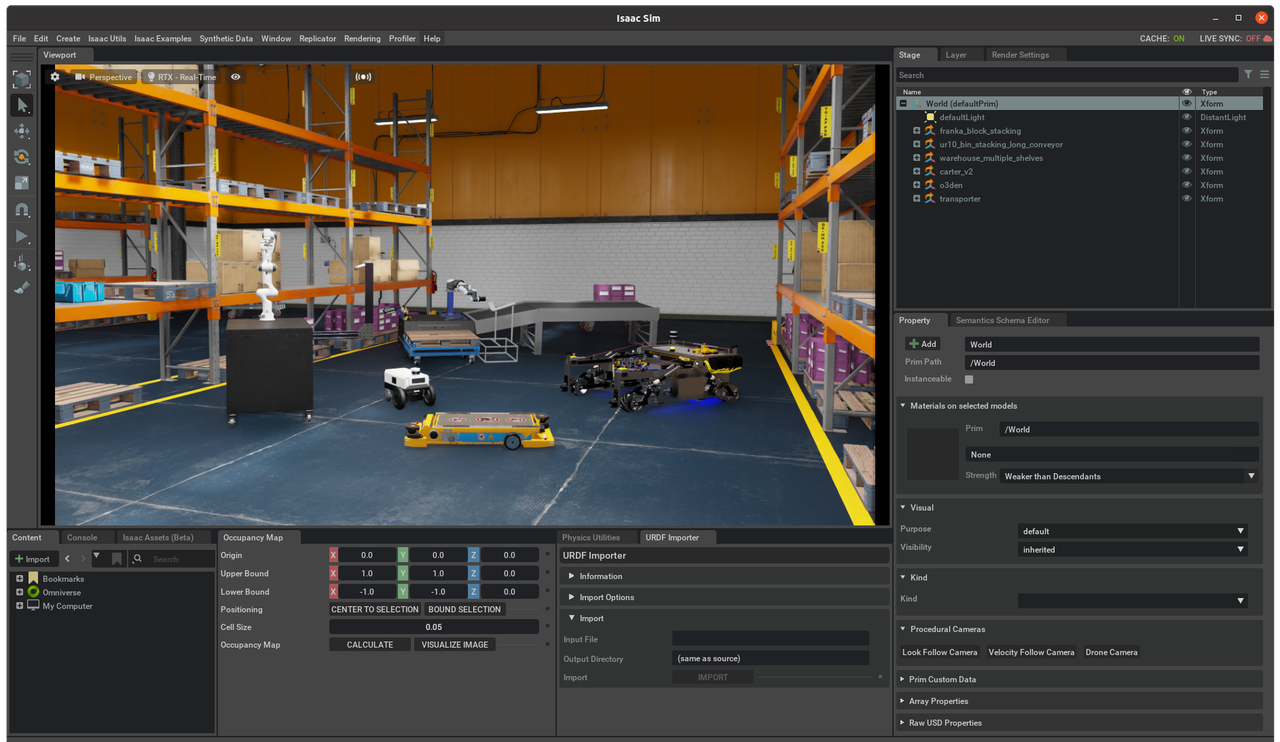 Isaac Sim
File Edit Create Isaac Utils Isaac Examples Synthetic Data Window Replicator Rendering Profiler Help CACHE: ON LIVE SYNC: OFF
Viewport
Perspective RTX - Real-Time
Stage Layer Render Settings
Search
Name Type
World (defaultPrim) Xform
defaultLight DistantLight
franka_block_stacking Xform
ur10_bin_stacking_long_conveyor Xform
warehouse_multiple_shelves Xform
carter_v2 Xform
o3den Xform
transporter Xform
Property Semantics Schema Editor
Add World
Prim Path /World
Instanceable
Materials on selected models
Prim /World
None
Strength Weaker than Descendants
Visual
Purpose default
Visibility inherited
Kind
Kind
Procedural Cameras
Look Follow Camera Velocity Follow Camera Drone Camera
Prim Custom Data
Array Properties
Raw USD Properties
Content Console Isaac Assets (Beta)
Import Search
Bookmarks
Omniverse
My Computer
Occupancy Map
Origin X 0.0 Y 0.0 Z 0.0
Upper Bound X 1.0 Y 1.0 Z 0.0
Lower Bound X -1.0 Y -1.0 Z 0.0
Positioning CENTER TO SELECTION BOUND SELECTION
Cell Size 0.05
Occupancy Map CALCULATE VISUALIZE IMAGE
Physics Utilities URDF Importer
URDF Importer
Information
Import Options
Import
Input File
Output Directory (same as source)
Import IMPORT